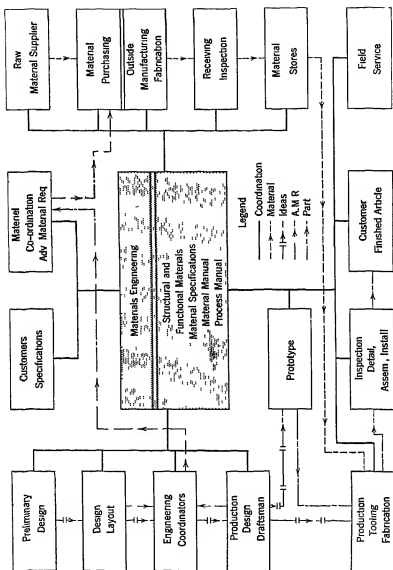 Preliminary
Design
Customers
Specifications
Materiel
Co-ordination
Adv Material Req
Raw
Material Supplier
Design
Layout
Material
Purchasing
Outside
Manufacturing
Fabrication
Engineering
Coordinators
Materials Engineering
Structural and
Functional Materials
Material Specifications
Material Manual
Process Manual
Receiving
Inspection
Production
Design
Draftsman
Legend
Coordination
Material
Ideas
A.M R
Part
Material
Stores
Prototype
Production
Tooling
Fabrication
Inspection
Detail,
Assem, Install
Customer
Finished Article
Field
Service